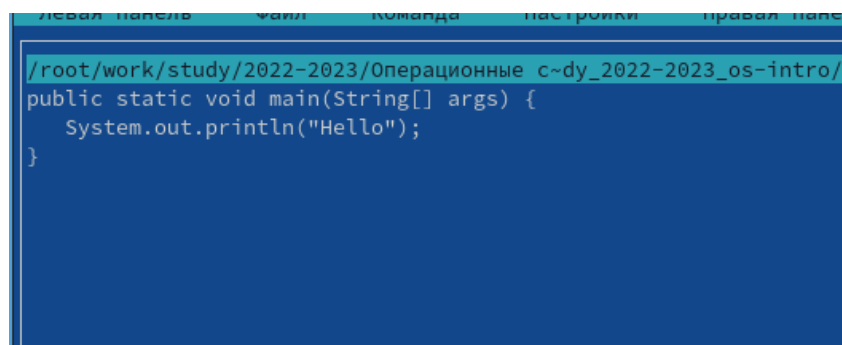 Левая панель Файл Команда Настройки Правая пане
/root/work/study/2022-2023/Операционные с~dy_2022-2023_os-intro/
public static void main(String[] args) {
   System.out.println("Hello");
}